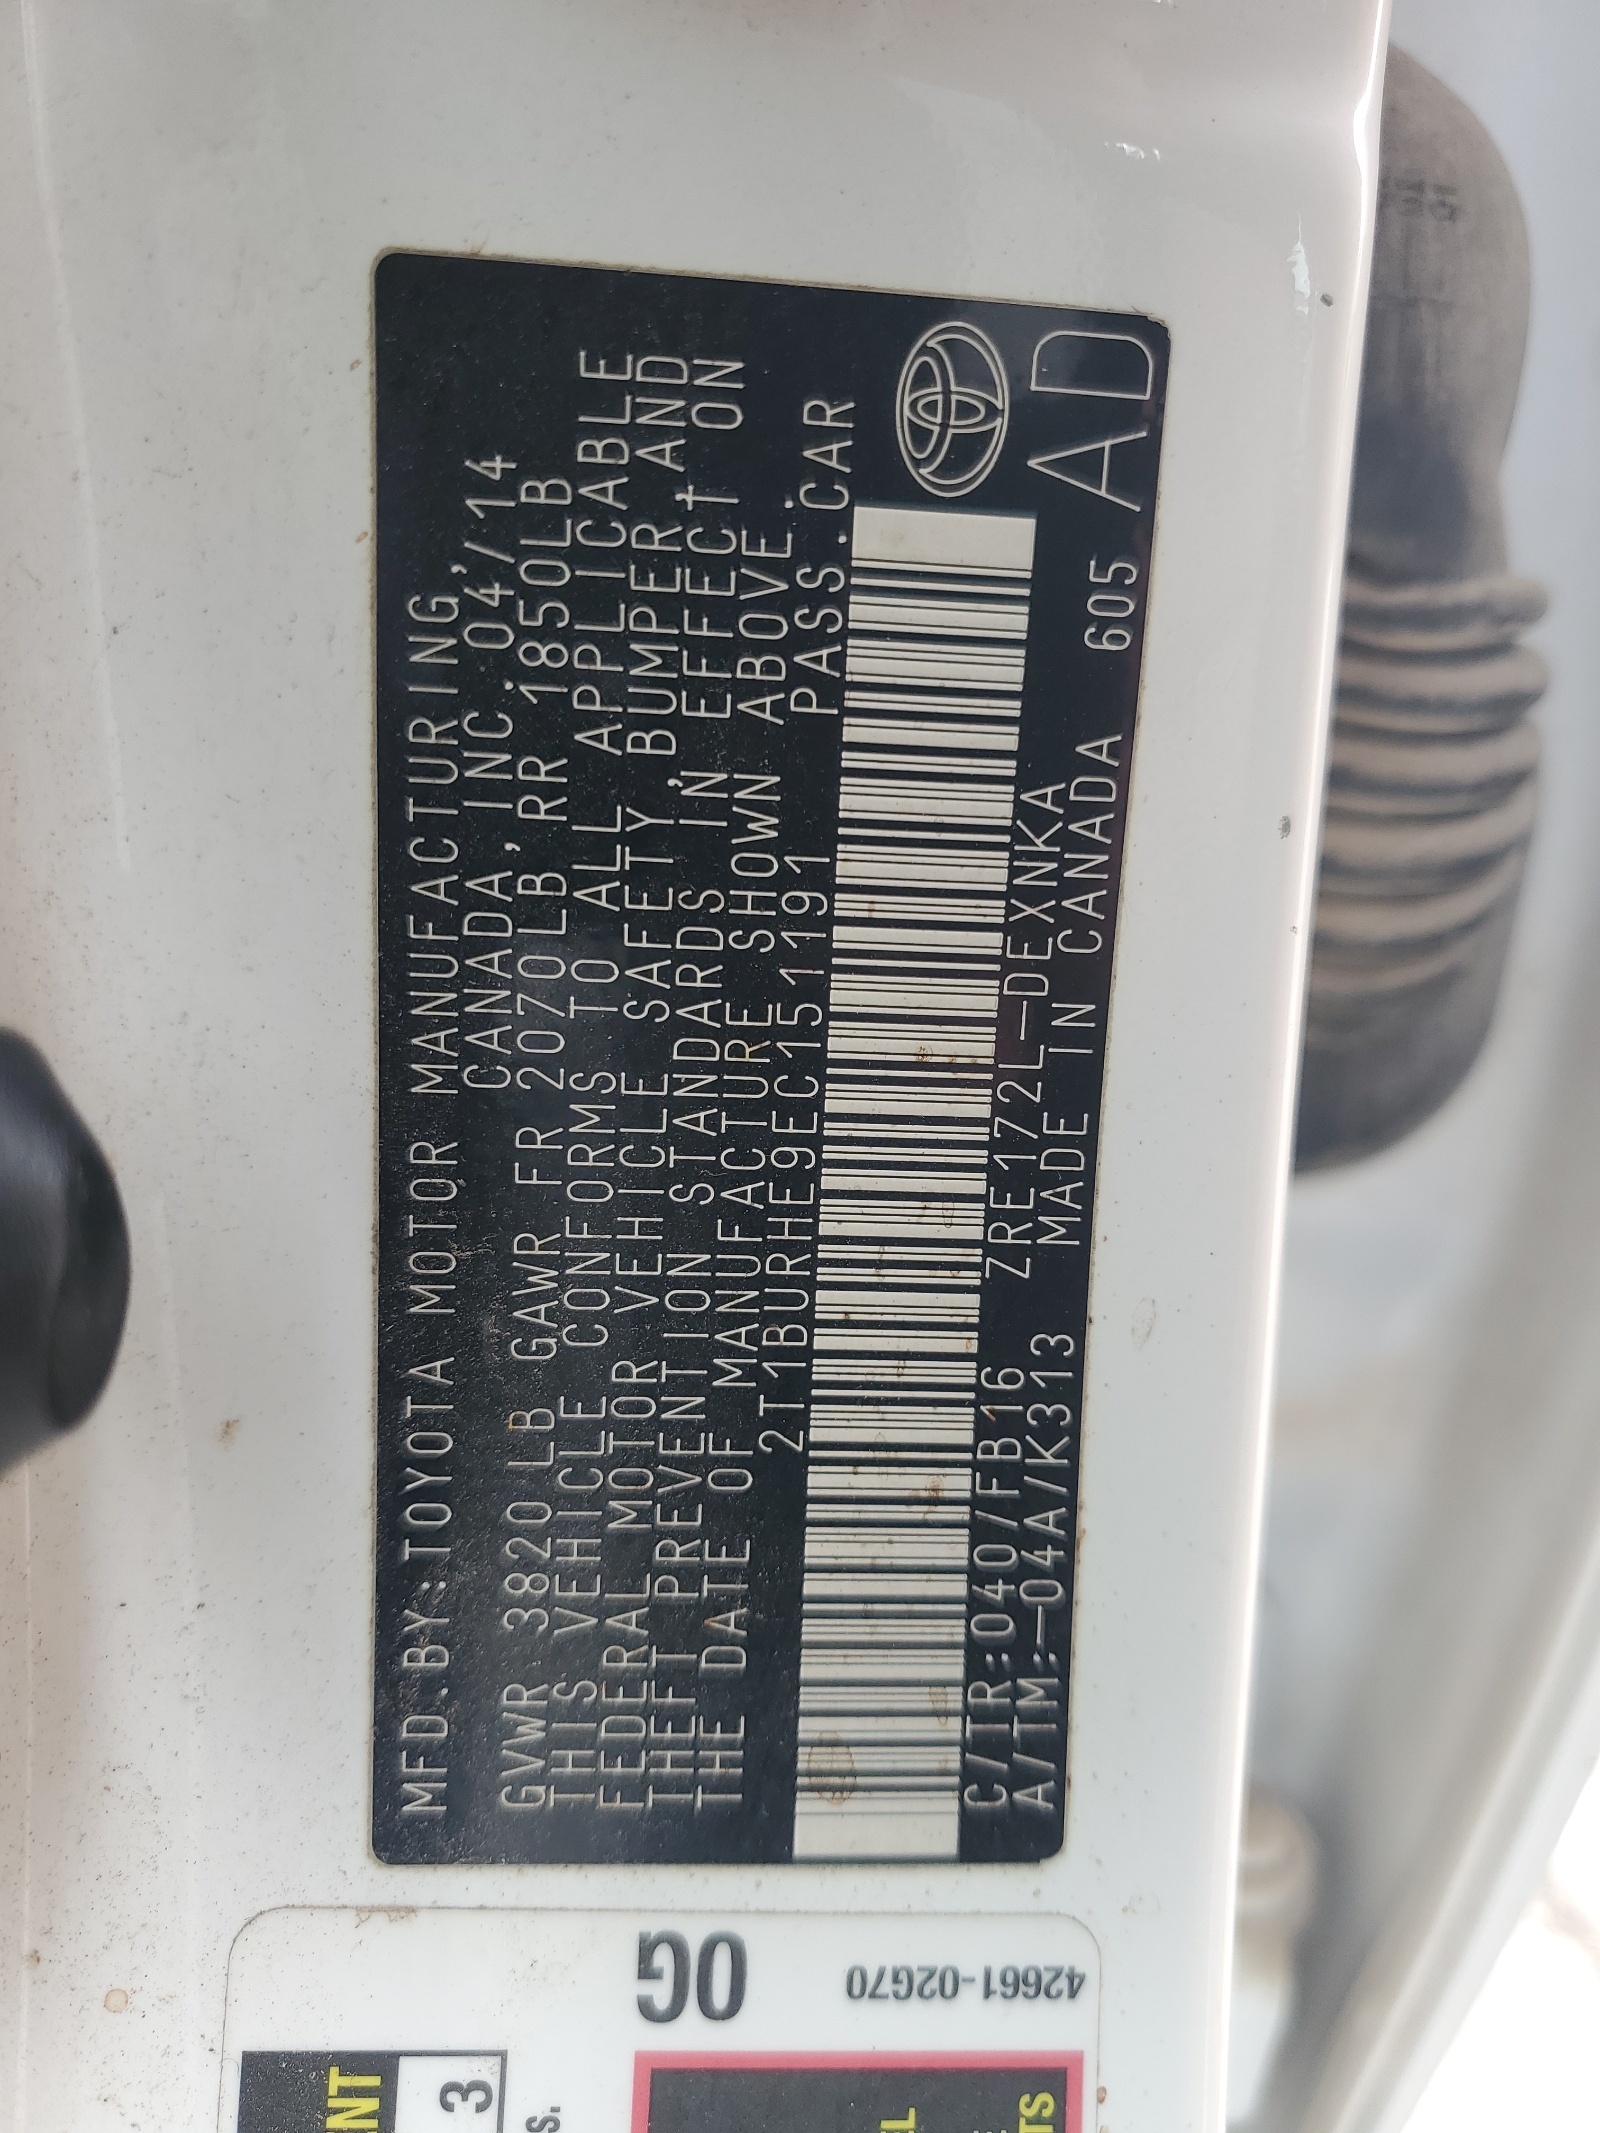 MFD.BY:TOYOTA MOTOR MANUFACTURING,
CANADA, INC. 04/14
GVWR 3820 LB GAWR FR 2070LB, RR 1850LB
THIS VEHICLE CONFORMS TO ALL APPLICABLE
FEDERAL MOTOR VEHICLE SAFETY, BUMPER, AND
THEFT PREVENTION STANDARDS IN EFFECT ON
THE DATE OF MANUFACTURE SHOWN ABOVE.
2T1BURHE9EC151191 PASS.CAR
C/TR:040/FB16 ZRE172L-DEXNKA
A/TM:-04A/K313 MADE IN CANADA 605
AD
0G
42661-02G70
NT
3
S.
L
TS